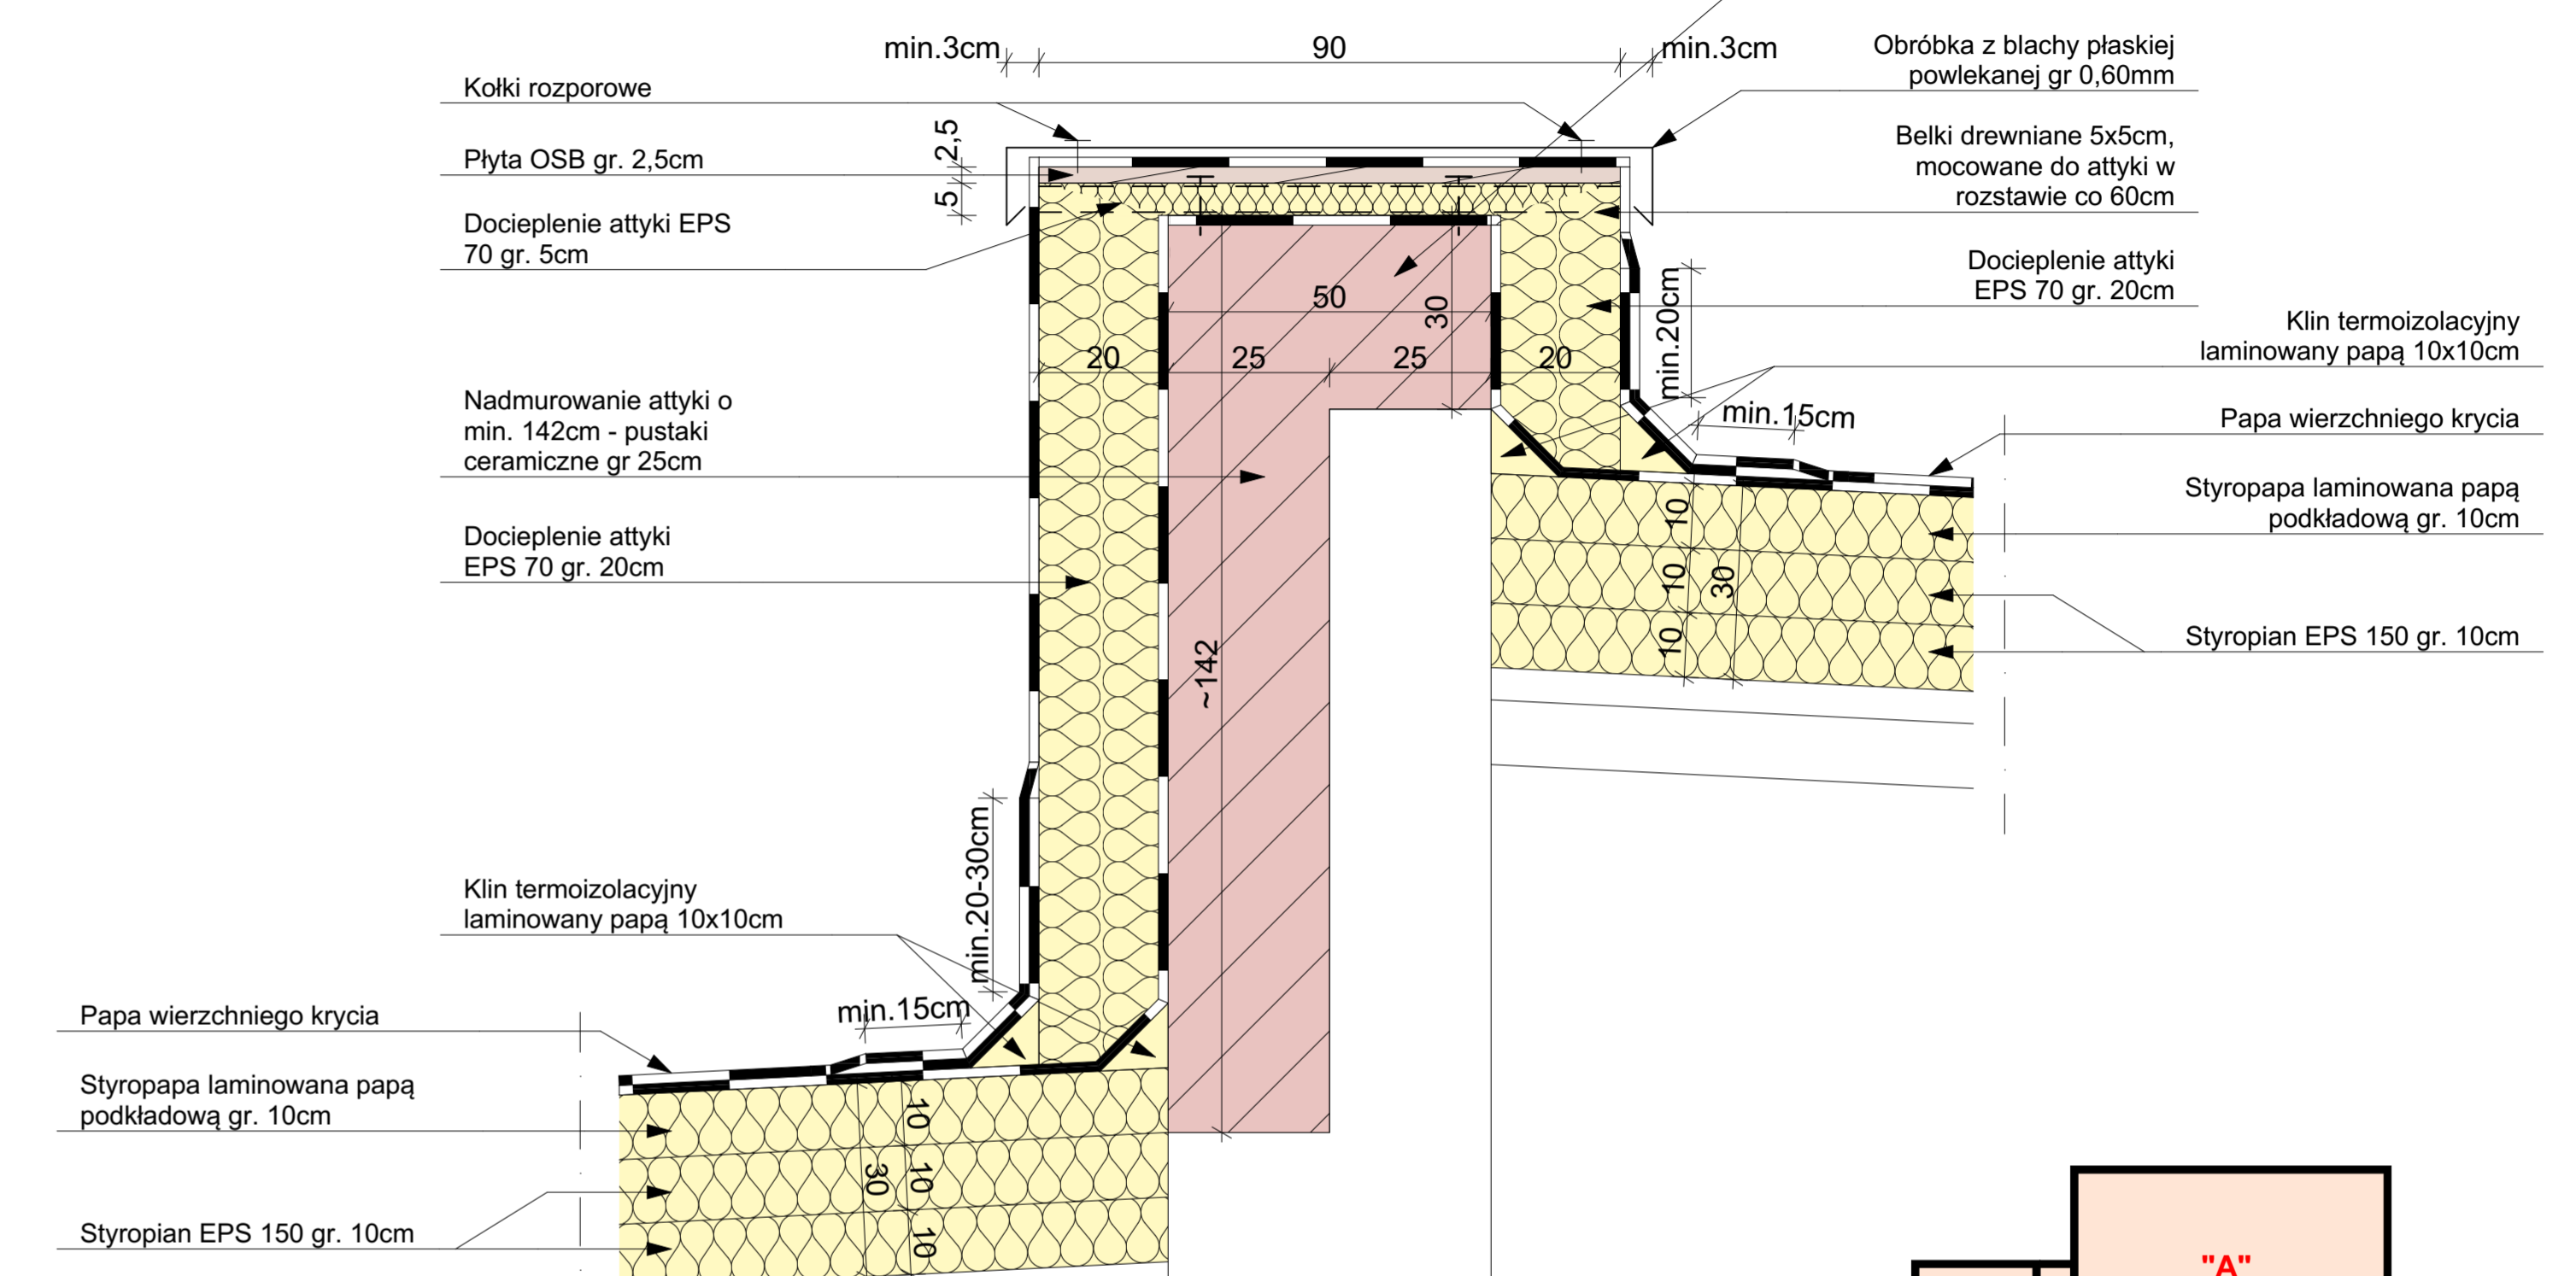 min.3cm
90
min.3cm
Kołki rozporowe
Płyta OSB gr. 2,5cm
Docieplenie attyki EPS
70 gr. 5cm
Nadmurowanie attyki o
min. 142cm - pustaki
ceramiczne gr 25cm
Docieplenie attyki
EPS 70 gr. 20cm
Klin termoizolacyjny
laminowany papą 10x10cm
Papa wierzchniego krycia
Styropapa laminowana papą
podkładową gr. 10cm
Styropian EPS 150 gr. 10cm
2,5
5
50
30
20
25
25
20
~142
min.20-30cm
min.15cm
10
10
10
30
Obróbka z blachy płaskiej
powlekanej gr 0,60mm
Belki drewniane 5x5cm,
mocowane do attyki w
rozstawie co 60cm
Docieplenie attyki
EPS 70 gr. 20cm
Klin termoizolacyjny
laminowany papą 10x10cm
Papa wierzchniego krycia
Styropapa laminowana papą
podkładową gr. 10cm
Styropian EPS 150 gr. 10cm
min.20cm
min.15cm
10
10
10
30
"A"